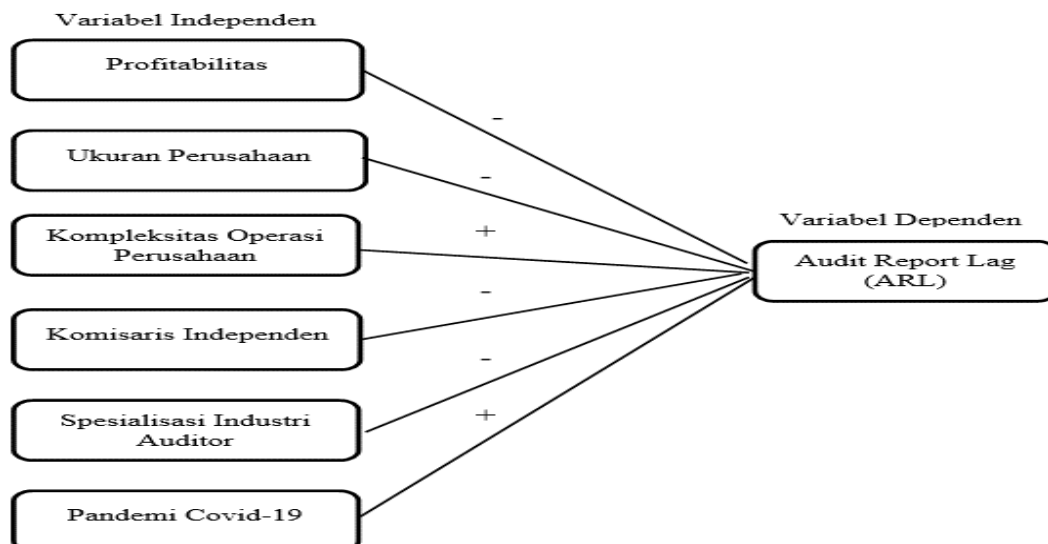 Variabel Independen
Profitabilitas
-
Ukuran Perusahaan
-
Kompleksitas Operasi
Perusahaan
+
Komisaris Independen
-
Spesialisasi Industri
Auditor
-
Pandemi Covid-19
+
Variabel Dependen
Audit Report Lag
(ARL)